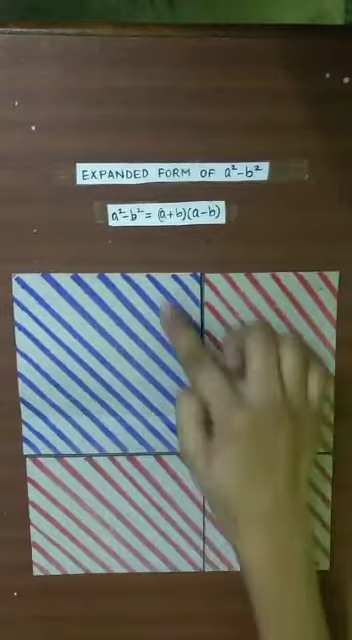 EXPANDED FORM OF a²-b²
a²-b² = (a+b)(a-b)